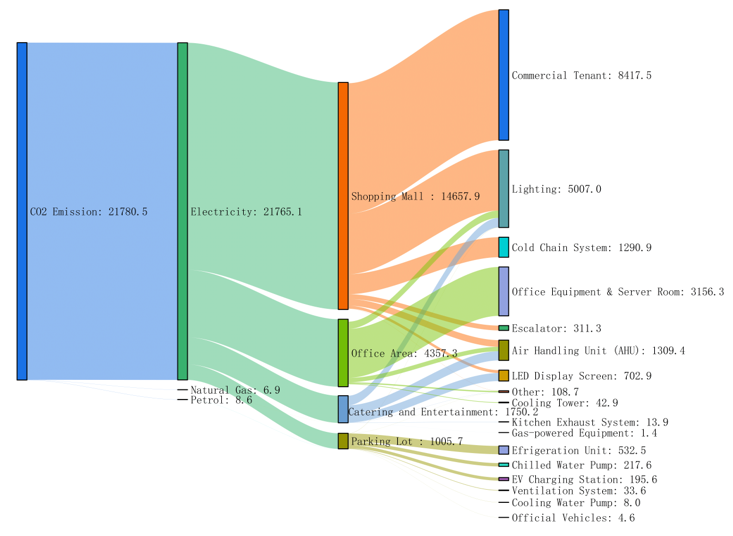 CO2 Emission: 21780.5
Electricity: 21765.1
Natural Gas: 6.9
Petrol: 8.6
Shopping Mall : 14657.9
Office Area: 4357.3
Catering and Entertainment: 1750.2
Parking Lot : 1005.7
Commercial Tenant: 8417.5
Lighting: 5007.0
Cold Chain System: 1290.9
Office Equipment & Server Room: 3156.3
Escalator: 311.3
Air Handling Unit (AHU): 1309.4
LED Display Screen: 702.9
Other: 108.7
Cooling Tower: 42.9
Kitchen Exhaust System: 13.9
Gas-powered Equipment: 1.4
Efrigeration Unit: 532.5
Chilled Water Pump: 217.6
EV Charging Station: 195.6
Ventilation System: 33.6
Cooling Water Pump: 8.0
Official Vehicles: 4.6